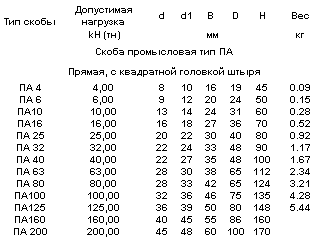 Тип скобы Допустимая нагрузка кН (тн) d d1 B D H Вес
мм кг
Скоба промысловая тип ПА
Прямая, с квадратной головкой штыря
ПА 4 4,00 8 10 16 19 45 0.09
ПА 6 6,00 9 12 20 24 50 0.15
ПА10 10,00 13 14 24 31 60 0.28
ПА16 16,00 16 18 27 36 70 0.52
ПА 25 25,00 20 22 30 40 80 0.92
ПА 32 32,00 22 24 33 48 90 1.17
ПА 40 40,00 22 27 35 48 100 1.67
ПА 63 63,00 28 30 38 65 112 2.34
ПА 80 80,00 28 33 42 65 124 3.21
ПА100 100,00 32 36 46 75 135 4.28
ПА125 125,00 36 39 50 80 148 5.44
ПА160 160,00 40 45 55 86 160
ПА 200 200,00 45 48 60 100 170